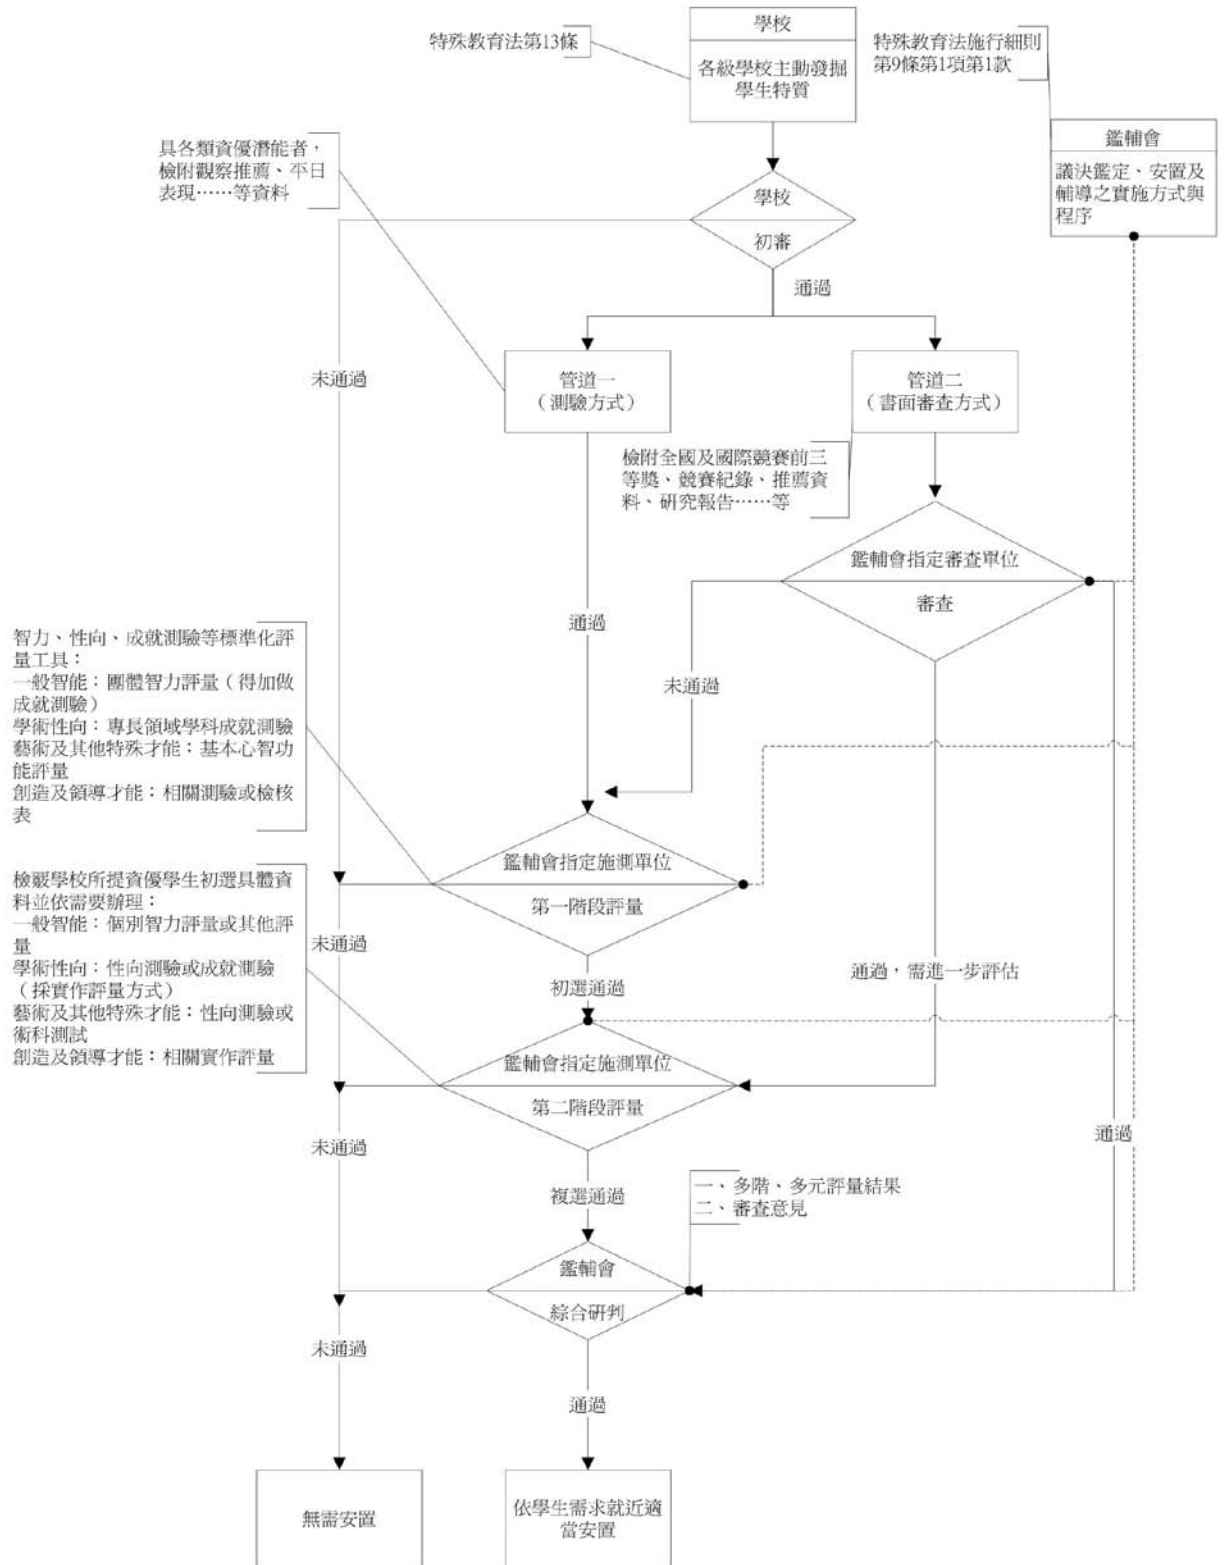 學校
特殊教育法第13條
各級學校主動發掘
學生特質
特殊教育法施行細則
第9條第1項第1款
鑑輔會
議決鑑定、安置及
輔導之實施方式與
程序
具各類資優潛能者，
檢附觀察推薦、平日
表現⋯⋯等資料
學校
初審
通過
未通過
管道一
（測驗方式）
管道二
（書面審查方式）
檢附全國及國際競賽前三
等獎、競賽紀錄、推薦資
料、研究報告⋯⋯等
鑑輔會指定審查單位
審查
通過
未通過
智力、性向、成就測驗等標準化評
量工具：
一般智能：團體智力評量（得加做
成就測驗）
學術性向：專長領域學科成就測驗
藝術及其他特殊才能：基本心智功
能評量
創造及領導才能：相關測驗或檢核
表
鑑輔會指定施測單位
第一階段評量
檢覈學校所提資優學生初選具體資
料並依需要辦理：
一般智能：個別智力評量或其他評
量
學術性向：性向測驗或成就測驗
（採實作評量方式）
藝術及其他特殊才能：性向測驗或
術科測試
創造及領導才能：相關實作評量
未通過
初選通過
通過，需進一步評估
鑑輔會指定施測單位
第二階段評量
未通過
通過
複選通過
一、多階、多元評量結果
二、審查意見
鑑輔會
綜合研判
未通過
通過
無需安置
依學生需求就近適
當安置